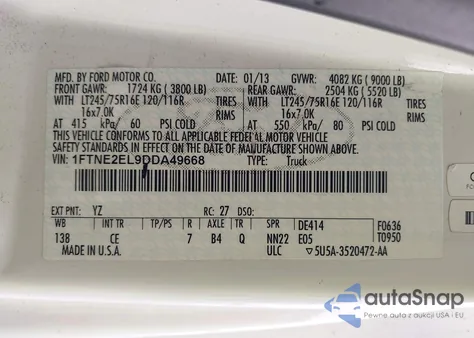 MFD. BY FORD MOTOR CO.
DATE: 01/13 GVWR: 4082 KG ( 9000 LB)
FRONT GAWR: 1724 KG ( 3800 LB)
REAR GAWR: 2504 KG ( 5520 LB)
WITH LT245/75R16E 120/116R TIRES
WITH LT245/75R16E 120/116R TIRES
16x7.0K RIMS
16x7.0K RIMS
AT 415 kPa/ 60 PSI COLD
AT 550 kPa/ 80 PSI COLD
THIS VEHICLE CONFORMS TO ALL APPLICABLE FEDERAL MOTOR VEHICLE
SAFETY STANDARDS IN EFFECT ON THE DATE OF MANUFACTURE SHOWN ABOVE.
VIN: 1FTNE2EL9DDA49668 TYPE: Truck
EXT PNT: YZ RC: 27 DSO:
WB INT TR TP/PS R AXLE TR SPR DE414 F0636
138 CE 7 B4 Q NN22 E05 T0950
MADE IN U.S.A. ULC 5U5A-3520472-AA
autoSnap
Pewne auto z USA i EU